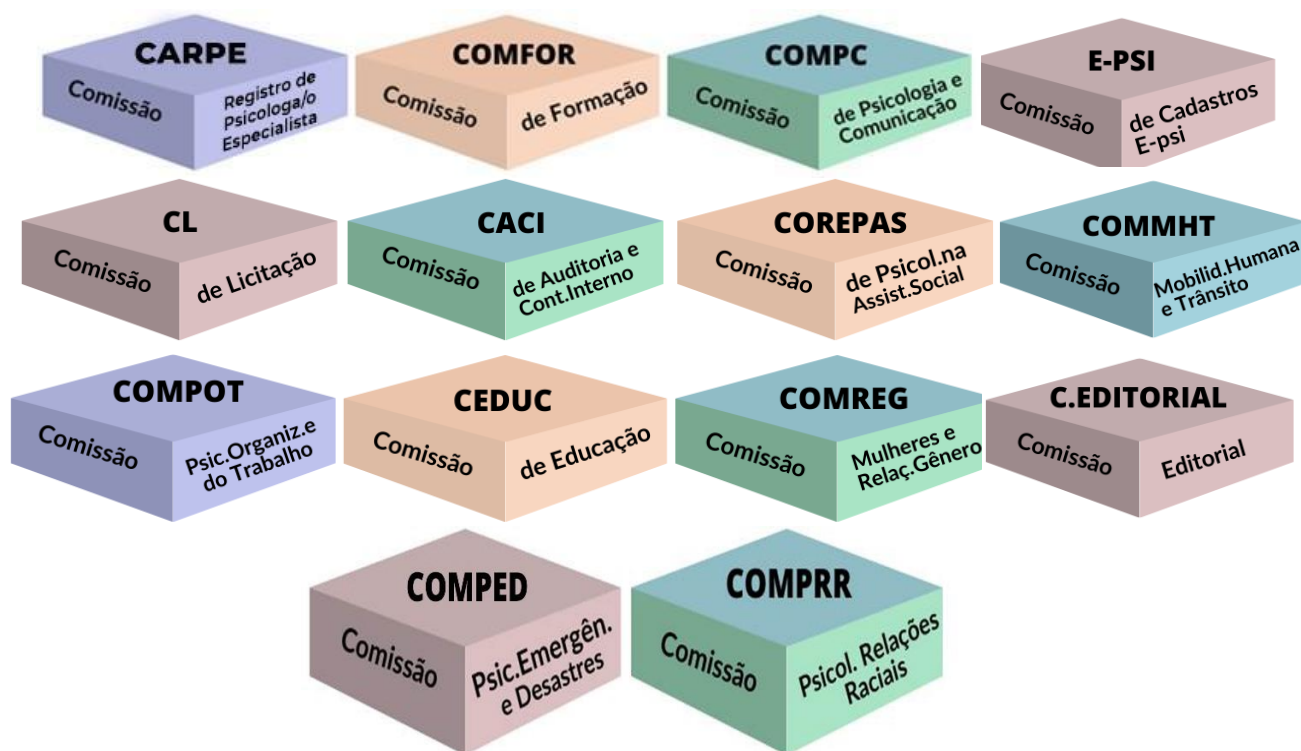 CARPE
Comissão
Registro de
Psicologa/o
Especialista
COMFOR
Comissão
de Formação
COMPC
Comissão
de Psicologia e
Comunicação
E-PSI
Comissão
de Cadastros
E-psi
CL
Comissão
de Licitação
CACI
Comissão
de Auditoria e
Cont.Interno
COREPAS
Comissão
de Psicol.na
Assist.Social
COMMHT
Comissão
Mobilid.Humana
e Trânsito
COMPOT
Comissão
Psic.Organiz.e
do Trabalho
CEDUC
Comissão
de Educação
COMREG
Comissão
Mulheres e
Relaç.Gênero
C.EDITORIAL
Comissão
Editorial
COMPED
Comissão
Psic.Emergên.
e Desastres
COMPRR
Comissão
Psicol. Relações
Raciais